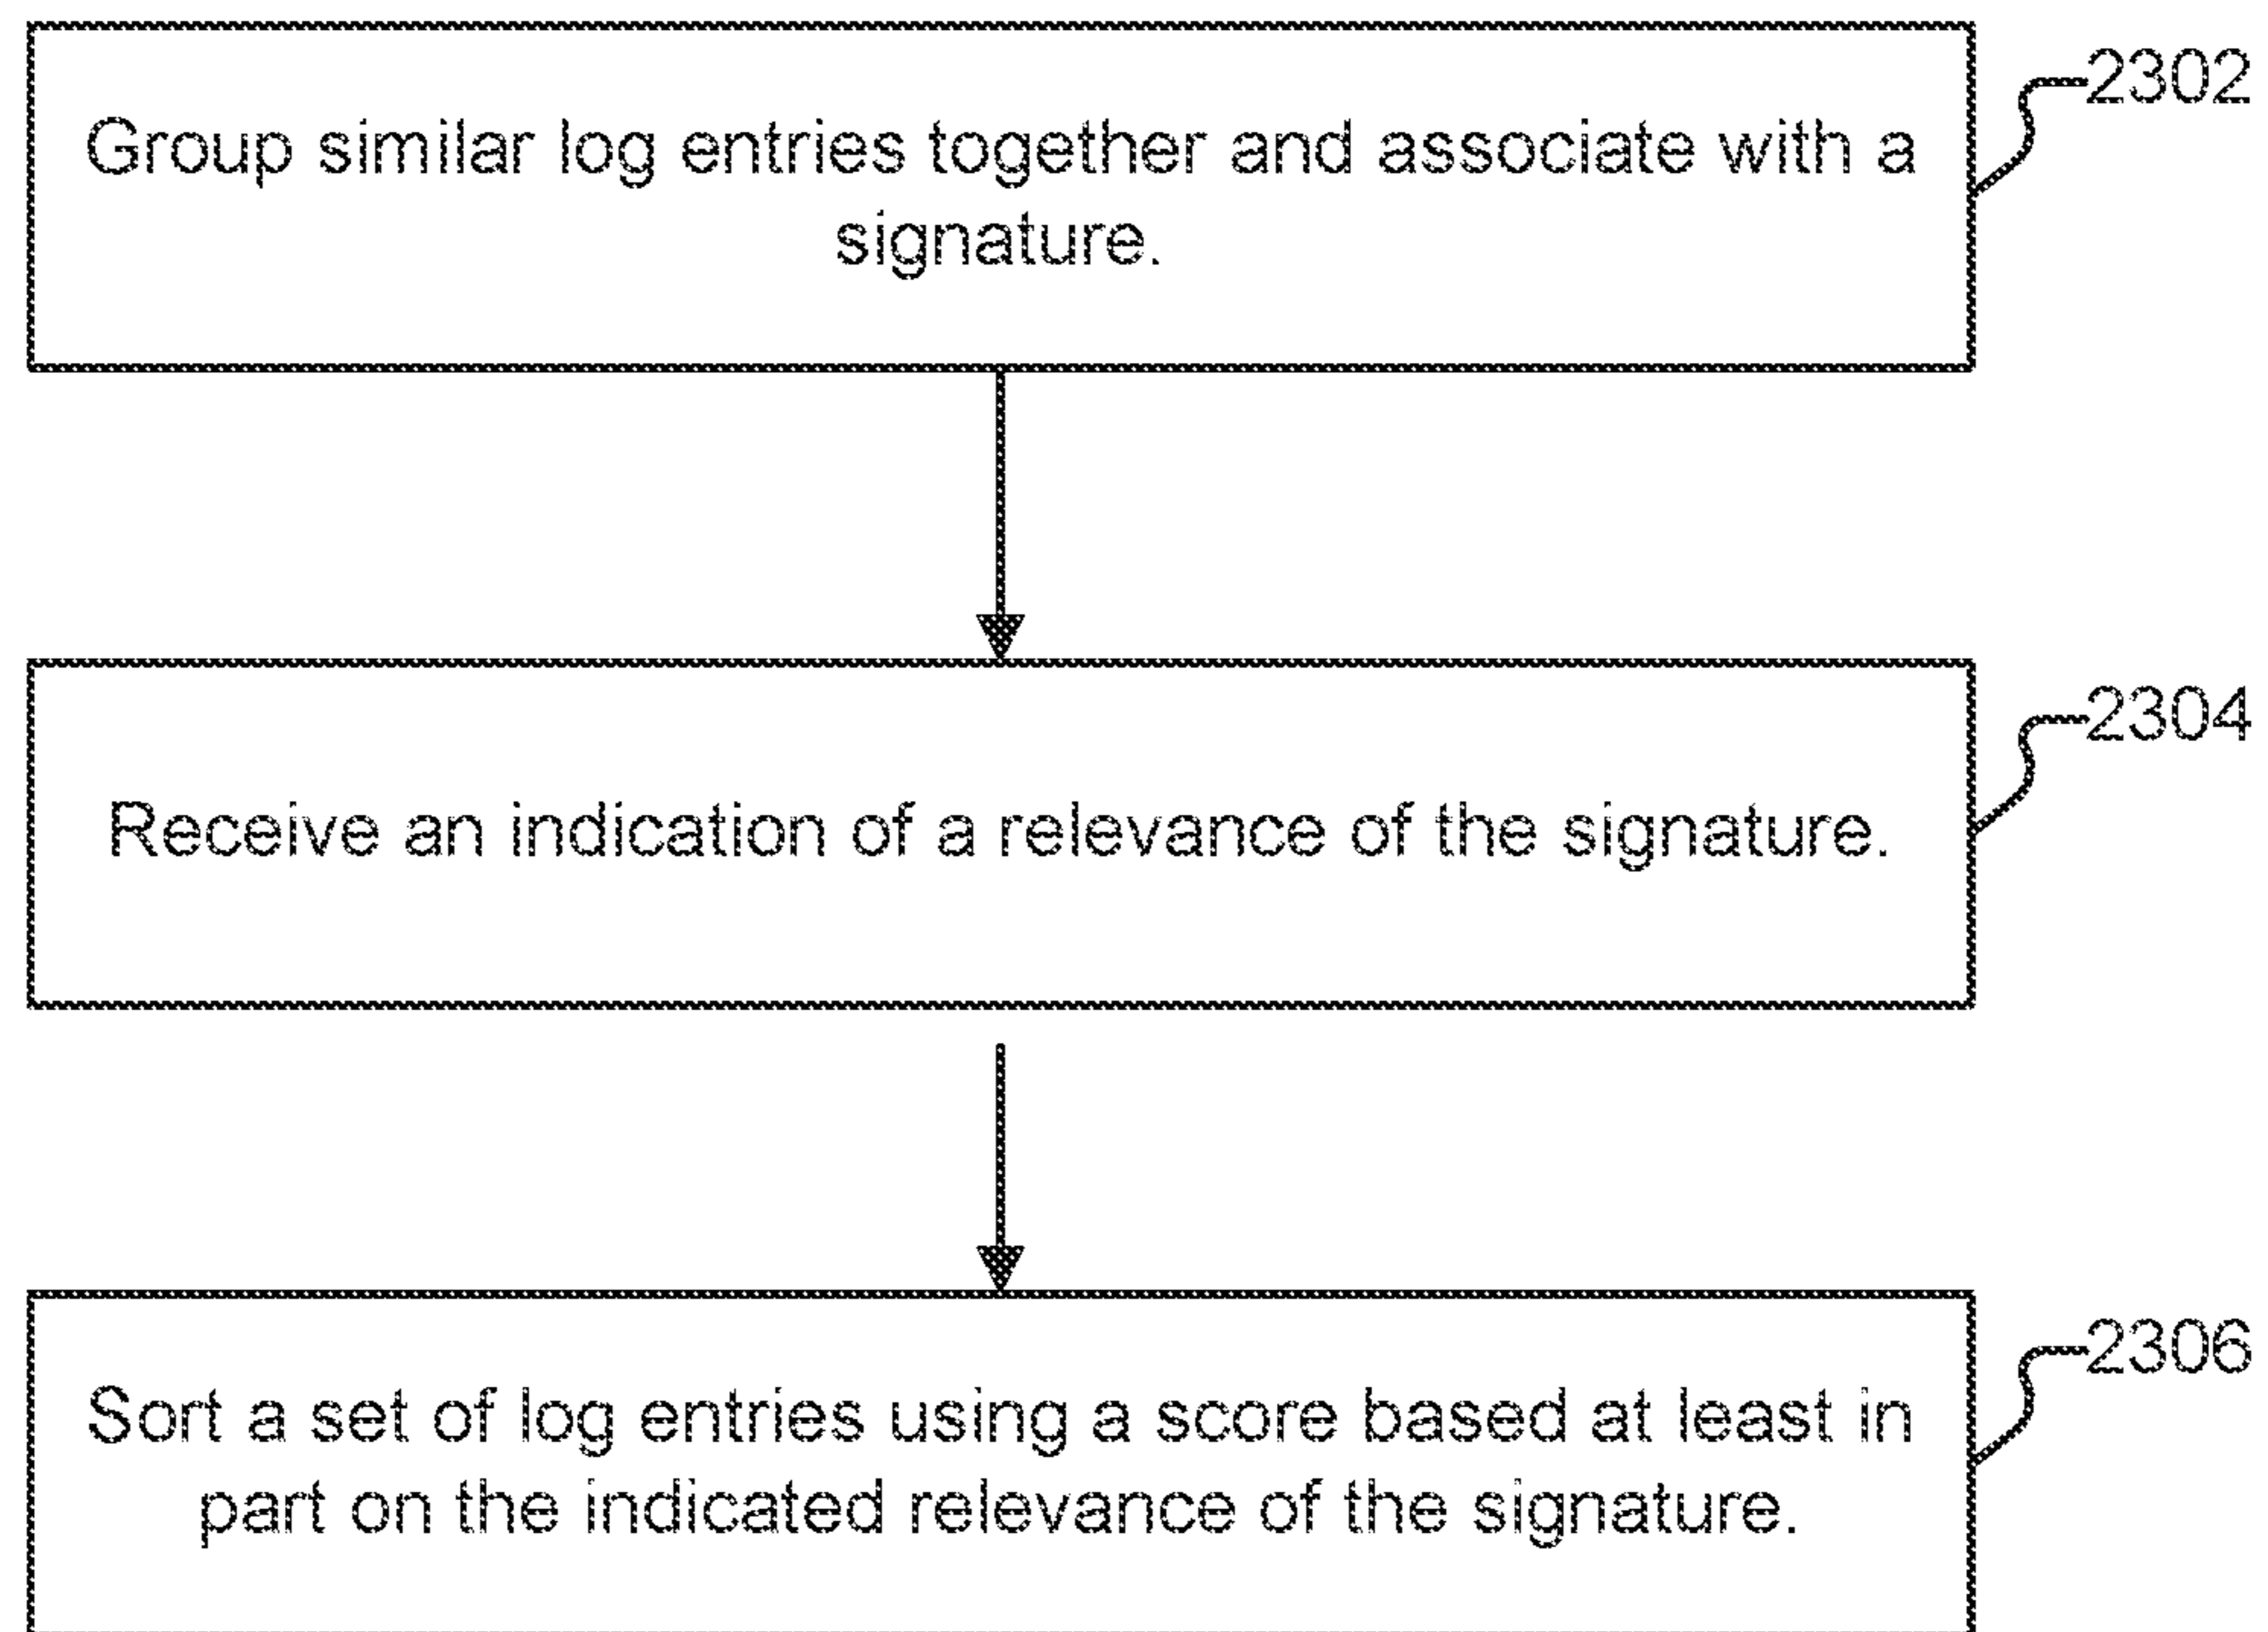 2302
Group similar log entries together and associate with a
signature.
2304
Receive an indication of a relevance of the signature.
2306
Sort a set of log entries using a score based at least in
part on the indicated relevance of the signature.